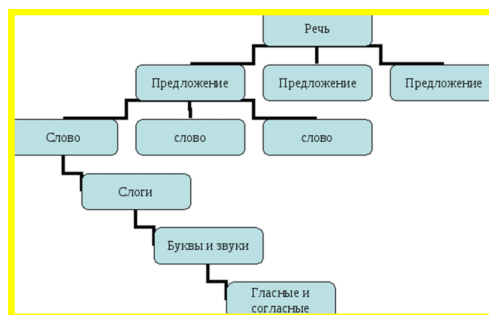 Речь
Предложение
Предложение
Предложение
Слово
слово
слово
Слоги
Буквы и звуки
Гласные и
согласные